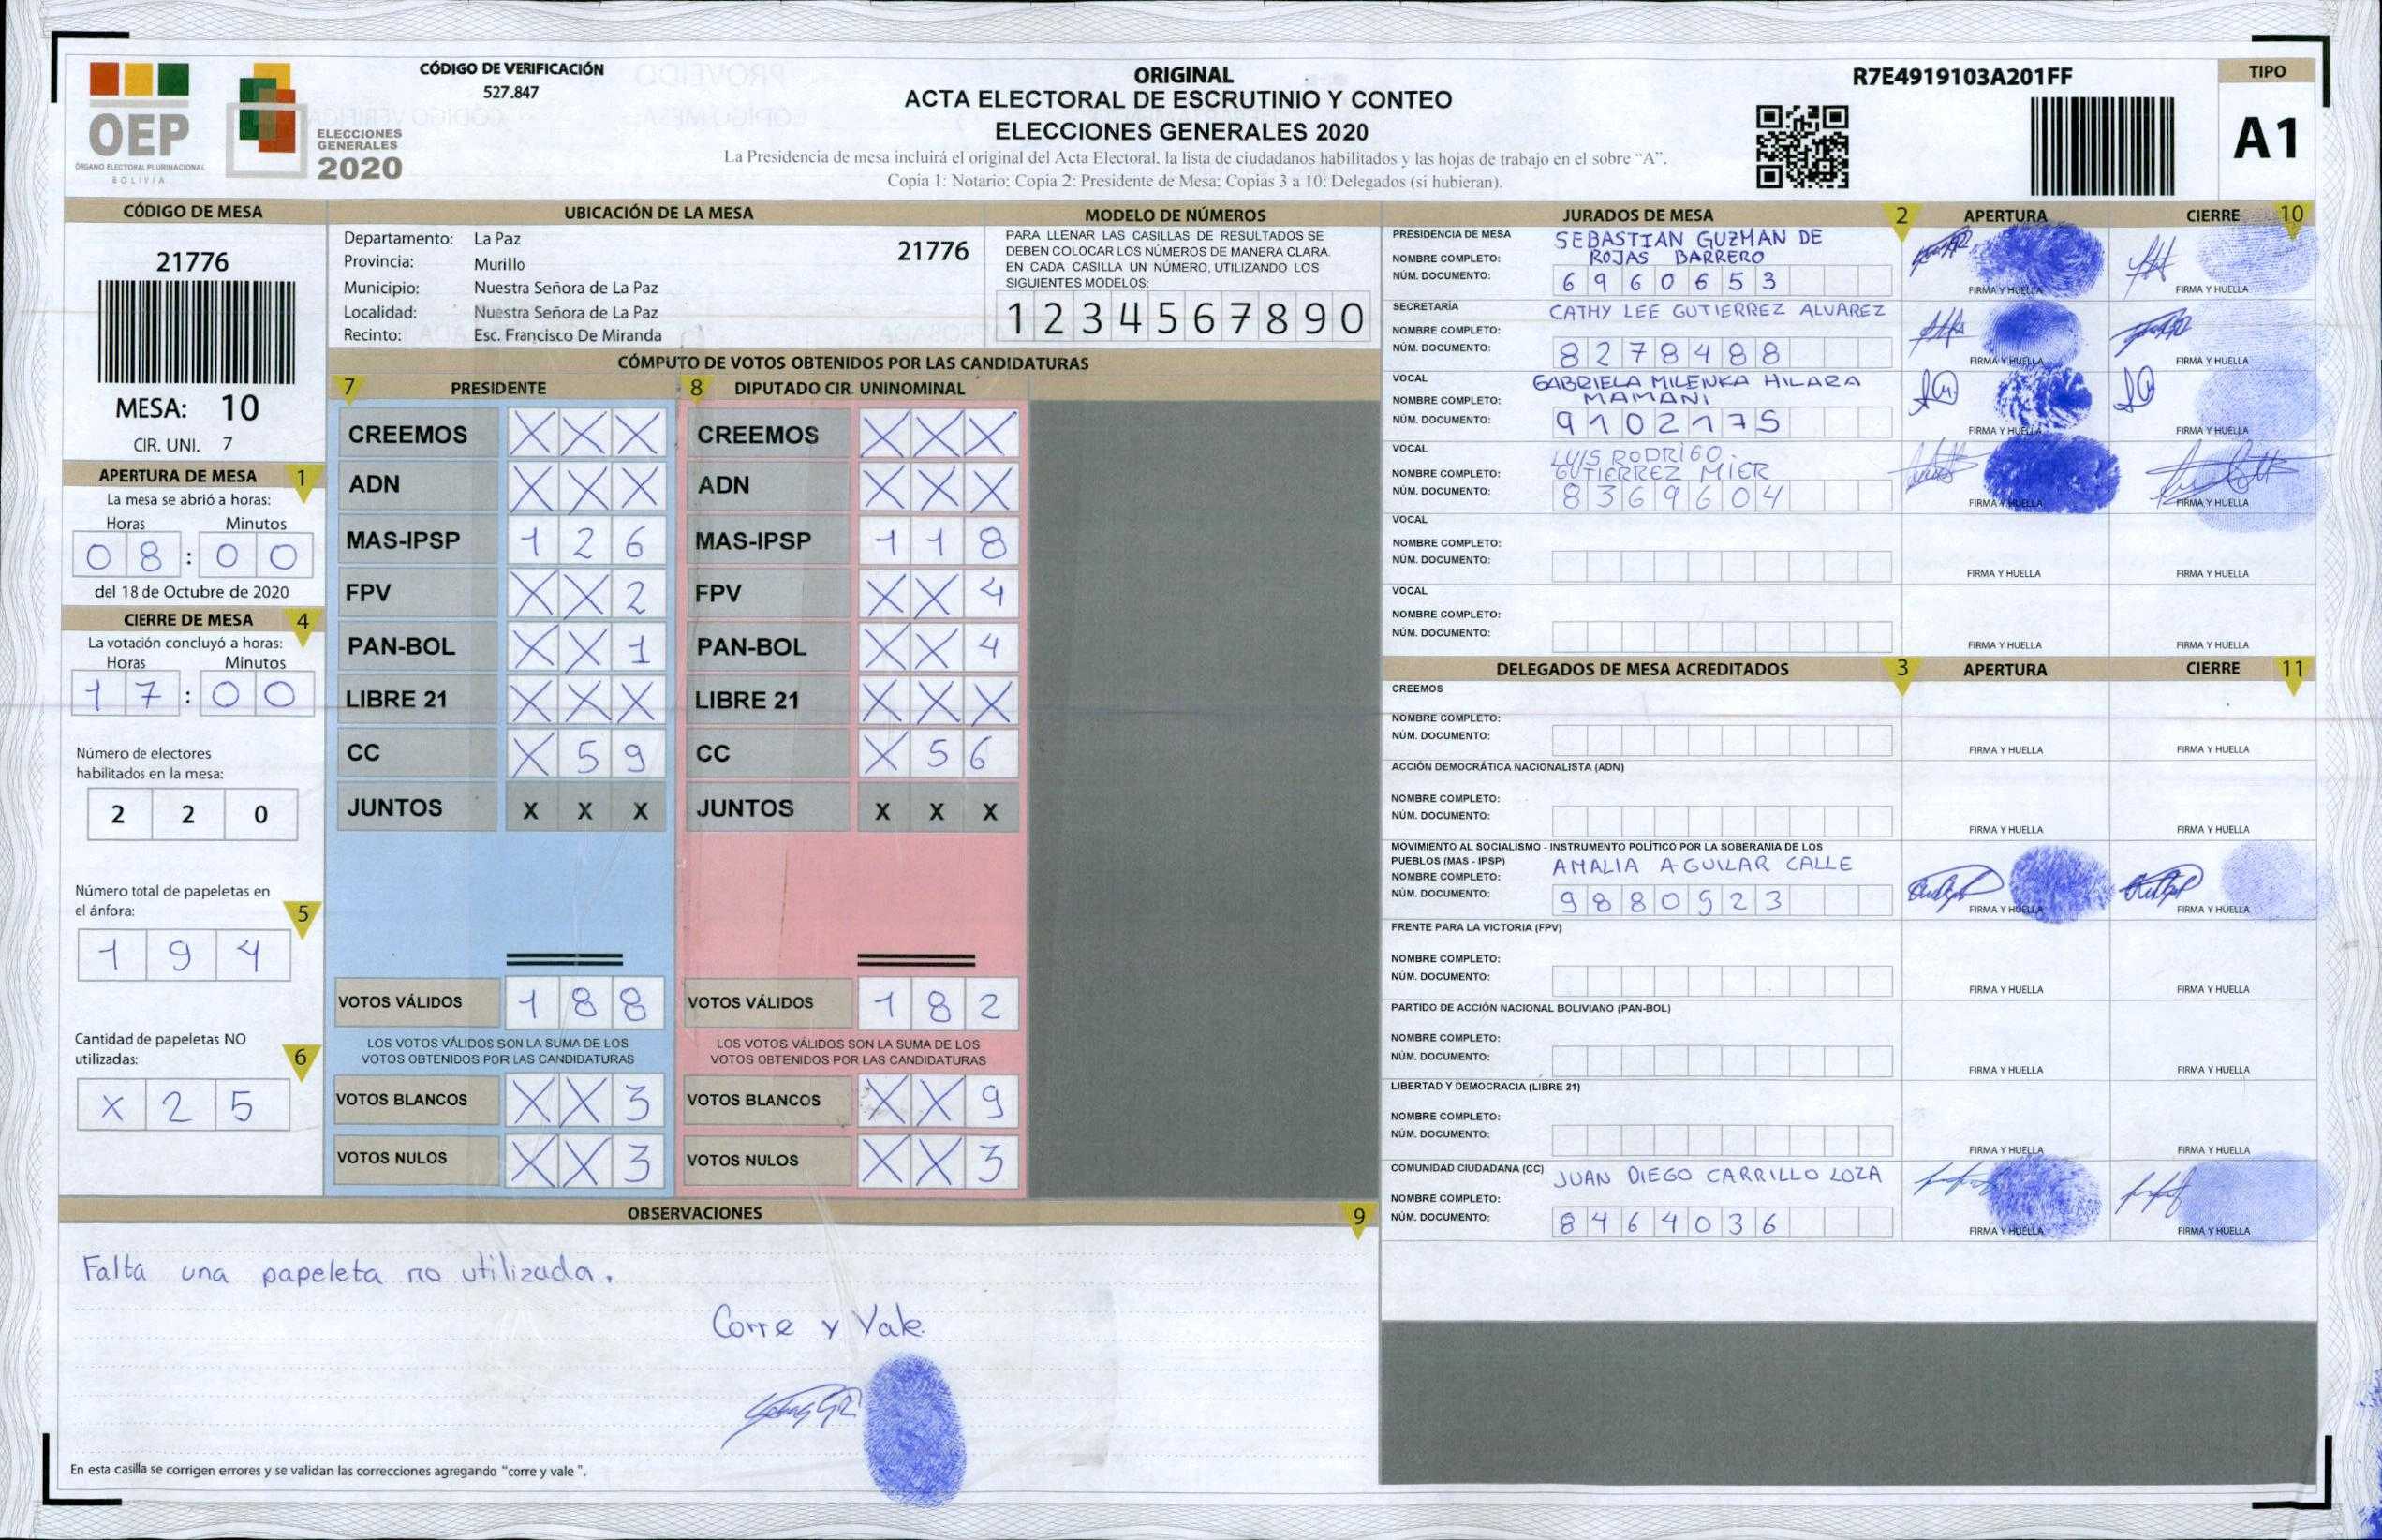 OEP
ÓRGANO ELECTORAL PLURINACIONAL
BOLIVIA
ELECCIONES
GENERALES
2020
CÓDIGO DE VERIFICACIÓN
527.847
ORIGINAL
ACTA ELECTORAL DE ESCRUTINIO Y CONTEO
ELECCIONES GENERALES 2020
La Presidencia de mesa incluirá el original del Acta Electoral, la lista de ciudadanos habilitados y las hojas de trabajo en el sobre “A”.
Copia 1: Notario; Copia 2: Presidente de Mesa; Copias 3 a 10: Delegados (si hubieran).
R7E4919103A201FF
TIPO
A1
CÓDIGO DE MESA
21776
MESA: 10
CIR. UNI. 7
APERTURA DE MESA 1
La mesa se abrió a horas:
Horas Minutos
08:00
del 18 de Octubre de 2020
CIERRE DE MESA 4
La votación concluyó a horas:
Horas Minutos
17:00
Número de electores
habilitados en la mesa:
2 2 0
Número total de papeletas en
el ánfora: 5
1 9 4
Cantidad de papeletas NO
utilizadas: 6
X 2 5
UBICACIÓN DE LA MESA
Departamento: La Paz 21776
Provincia: Murillo
Municipio: Nuestra Señora de La Paz
Localidad: Nuestra Señora de La Paz
Recinto: Esc. Francisco De Miranda
MODELO DE NÚMEROS
PARA LLENAR LAS CASILLAS DE RESULTADOS SE
DEBEN COLOCAR LOS NÚMEROS DE MANERA CLARA.
EN CADA CASILLA UN NÚMERO, UTILIZANDO LOS
SIGUIENTES MODELOS:
1 2 3 4 5 6 7 8 9 0
CÓMPUTO DE VOTOS OBTENIDOS POR LAS CANDIDATURAS
7 PRESIDENTE
CREEMOS X X X
ADN X X X
MAS-IPSP 1 2 6
FPV X X 2
PAN-BOL X X 1
LIBRE 21 X X X
CC X 5 9
JUNTOS X X X
VOTOS VÁLIDOS 1 8 8
LOS VOTOS VÁLIDOS SON LA SUMA DE LOS
VOTOS OBTENIDOS POR LAS CANDIDATURAS
VOTOS BLANCOS X X 3
VOTOS NULOS X X 3
8 DIPUTADO CIR. UNINOMINAL
CREEMOS X X X
ADN X X X
MAS-IPSP 1 1 8
FPV X X 4
PAN-BOL X X 4
LIBRE 21 X X X
CC X 5 6
JUNTOS X X X
VOTOS VÁLIDOS 1 8 2
LOS VOTOS VÁLIDOS SON LA SUMA DE LOS
VOTOS OBTENIDOS POR LAS CANDIDATURAS
VOTOS BLANCOS X X 9
VOTOS NULOS X X 3
OBSERVACIONES 9
Falta una papeleta no utilizada.
Corre y Vale.
En esta casilla se corrigen errores y se validan las correcciones agregando “corre y vale ”.
JURADOS DE MESA 2 APERTURA CIERRE 10
PRESIDENCIA DE MESA SEBASTIAN GUZMAN DE
NOMBRE COMPLETO: ROJAS BARRERO
NÚM. DOCUMENTO: 6960653
FIRMA Y HUELLA FIRMA Y HUELLA
SECRETARÍA CATHY LEE GUTIERREZ ALVAREZ
NOMBRE COMPLETO:
NÚM. DOCUMENTO: 8278488
FIRMA Y HUELLA FIRMA Y HUELLA
VOCAL GABRIELA MILENKA HILARA
NOMBRE COMPLETO: MAMANI
NÚM. DOCUMENTO: 9102175
FIRMA Y HUELLA FIRMA Y HUELLA
VOCAL LUIS RODRIGO
NOMBRE COMPLETO: GUTIERREZ MIER
NÚM. DOCUMENTO: 8369604
FIRMA Y HUELLA FIRMA Y HUELLA
VOCAL
NOMBRE COMPLETO:
NÚM. DOCUMENTO:
FIRMA Y HUELLA FIRMA Y HUELLA
VOCAL
NOMBRE COMPLETO:
NÚM. DOCUMENTO:
FIRMA Y HUELLA FIRMA Y HUELLA
DELEGADOS DE MESA ACREDITADOS 3 APERTURA CIERRE 11
CREEMOS
NOMBRE COMPLETO:
NÚM. DOCUMENTO:
FIRMA Y HUELLA FIRMA Y HUELLA
ACCIÓN DEMOCRÁTICA NACIONALISTA (ADN)
NOMBRE COMPLETO:
NÚM. DOCUMENTO:
FIRMA Y HUELLA FIRMA Y HUELLA
MOVIMIENTO AL SOCIALISMO - INSTRUMENTO POLÍTICO POR LA SOBERANIA DE LOS
PUEBLOS (MAS - IPSP) AMALIA AGUILAR CALLE
NOMBRE COMPLETO:
NÚM. DOCUMENTO: 9880523
FIRMA Y HUELLA FIRMA Y HUELLA
FRENTE PARA LA VICTORIA (FPV)
NOMBRE COMPLETO:
NÚM. DOCUMENTO:
FIRMA Y HUELLA FIRMA Y HUELLA
PARTIDO DE ACCIÓN NACIONAL BOLIVIANO (PAN-BOL)
NOMBRE COMPLETO:
NÚM. DOCUMENTO:
FIRMA Y HUELLA FIRMA Y HUELLA
LIBERTAD Y DEMOCRACIA (LIBRE 21)
NOMBRE COMPLETO:
NÚM. DOCUMENTO:
FIRMA Y HUELLA FIRMA Y HUELLA
COMUNIDAD CIUDADANA (CC) JUAN DIEGO CARRILLO LOZA
NOMBRE COMPLETO:
NÚM. DOCUMENTO: 8464036
FIRMA Y HUELLA FIRMA Y HUELLA